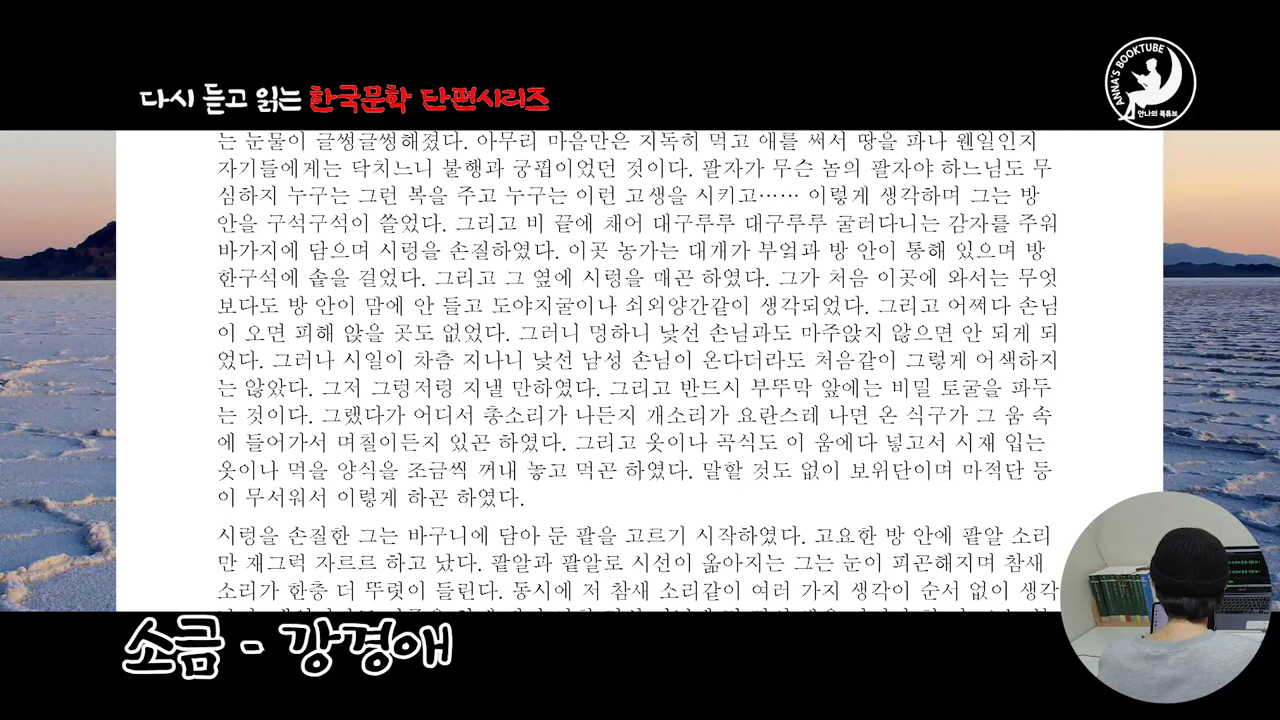 다시 듣고 읽는 한국문학 단편시리즈
ANNA'S BOOKTUBE
안나의 북튜브
는 눈물이 글썽글썽해졌다. 아무리 마음만은 지독히 먹고 애를 써서 땅을 파나 웬일인지
자기들에게는 닥치느니 불행과 궁핍이었던 것이다. 팔자가 무슨 놈의 팔자야 하느님도 무
심하지 누구는 그런 복을 주고 누구는 이런 고생을 시키고…… 이렇게 생각하며 그는 방
안을 구석구석이 쓸었다. 그리고 비 끝에 채어 대구루루 대구루루 굴러다니는 감자를 주워
바가지에 담으며 시렁을 손질하였다. 이곳 농가는 대개가 부엌과 방 안이 통해 있으며 방
한구석에 솥을 걸었다. 그리고 그 옆에 시렁을 매곤 하였다. 그가 처음 이곳에 와서는 무엇
보다도 방 안이 맘에 안 들고 도야지굴이나 쇠외양간같이 생각되었다. 그리고 어쩌다 손님
이 오면 피해 앉을 곳도 없었다. 그러니 멍하니 낯선 손님과도 마주앉지 않으면 안 되게 되
었다. 그러나 시일이 차츰 지나니 낯선 남성 손님이 온다더라도 처음같이 그렇게 어색하지
는 않았다. 그저 그렁저렁 지낼 만하였다. 그리고 반드시 부뚜막 앞에는 비밀 토굴을 파두
는 것이다. 그랬다가 어디서 총소리가 나든지 개소리가 요란스레 나면 온 식구가 그 움 속
에 들어가서 며칠이든지 있곤 하였다. 그리고 옷이나 곡식도 이 움에다 넣고서 시재 입는
옷이나 먹을 양식을 조금씩 꺼내 놓고 먹곤 하였다. 말할 것도 없이 보위단이며 마적단 등
이 무서워서 이렇게 하곤 하였다.
시렁을 손질한 그는 바구니에 담아 둔 팥을 고르기 시작하였다. 고요한 방 안에 팥알 소리
만 재그럭 자르르 하고 났다. 팥알과 팥알로 시선이 옮아지는 그는 눈이 피곤해지며 참새
소리가 한층 더 뚜렷이 들린다. 동시에 저 참새 소리같이 여러 가지 생각이 순서 없이 생각
소금 - 강경애